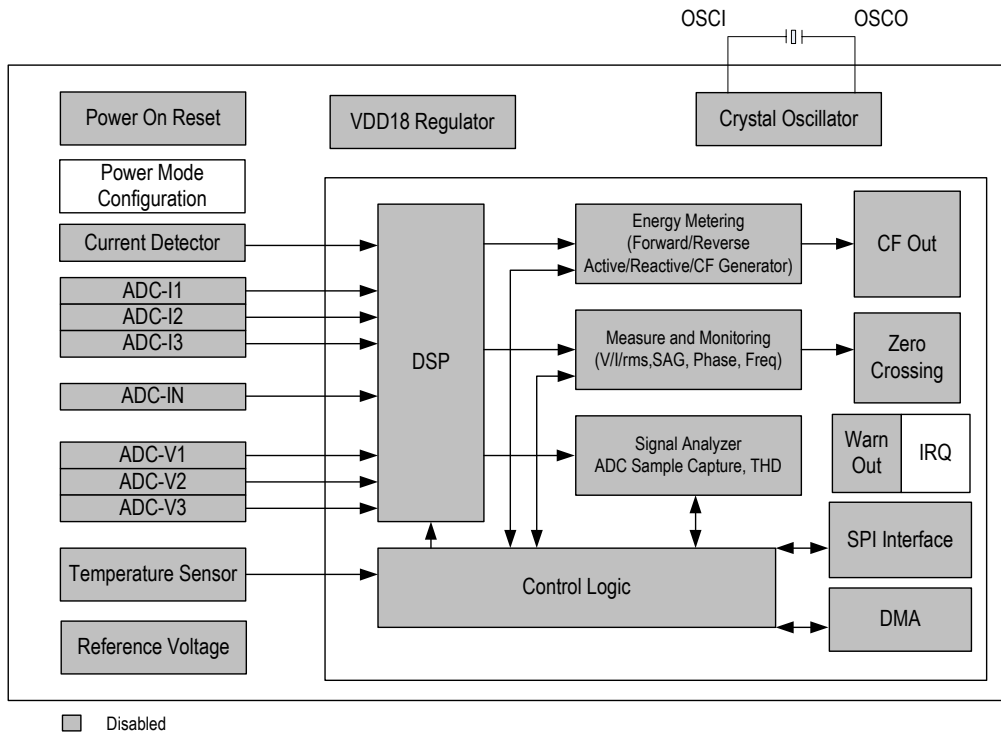 OSCI
OSCO
Power On Reset
VDD18 Regulator
Crystal Oscillator
Power Mode
Configuration
Current Detector
ADC-I1
ADC-I2
ADC-I3
ADC-IN
ADC-V1
ADC-V2
ADC-V3
Temperature Sensor
Reference Voltage
DSP
Energy Metering
(Forward/Reverse
Active/Reactive/CF Generator)
CF Out
Measure and Monitoring
(V/I/rms,SAG, Phase, Freq)
Zero
Crossing
Signal Analyzer
ADC Sample Capture, THD
Warn
Out
IRQ
Control Logic
SPI Interface
DMA
Disabled